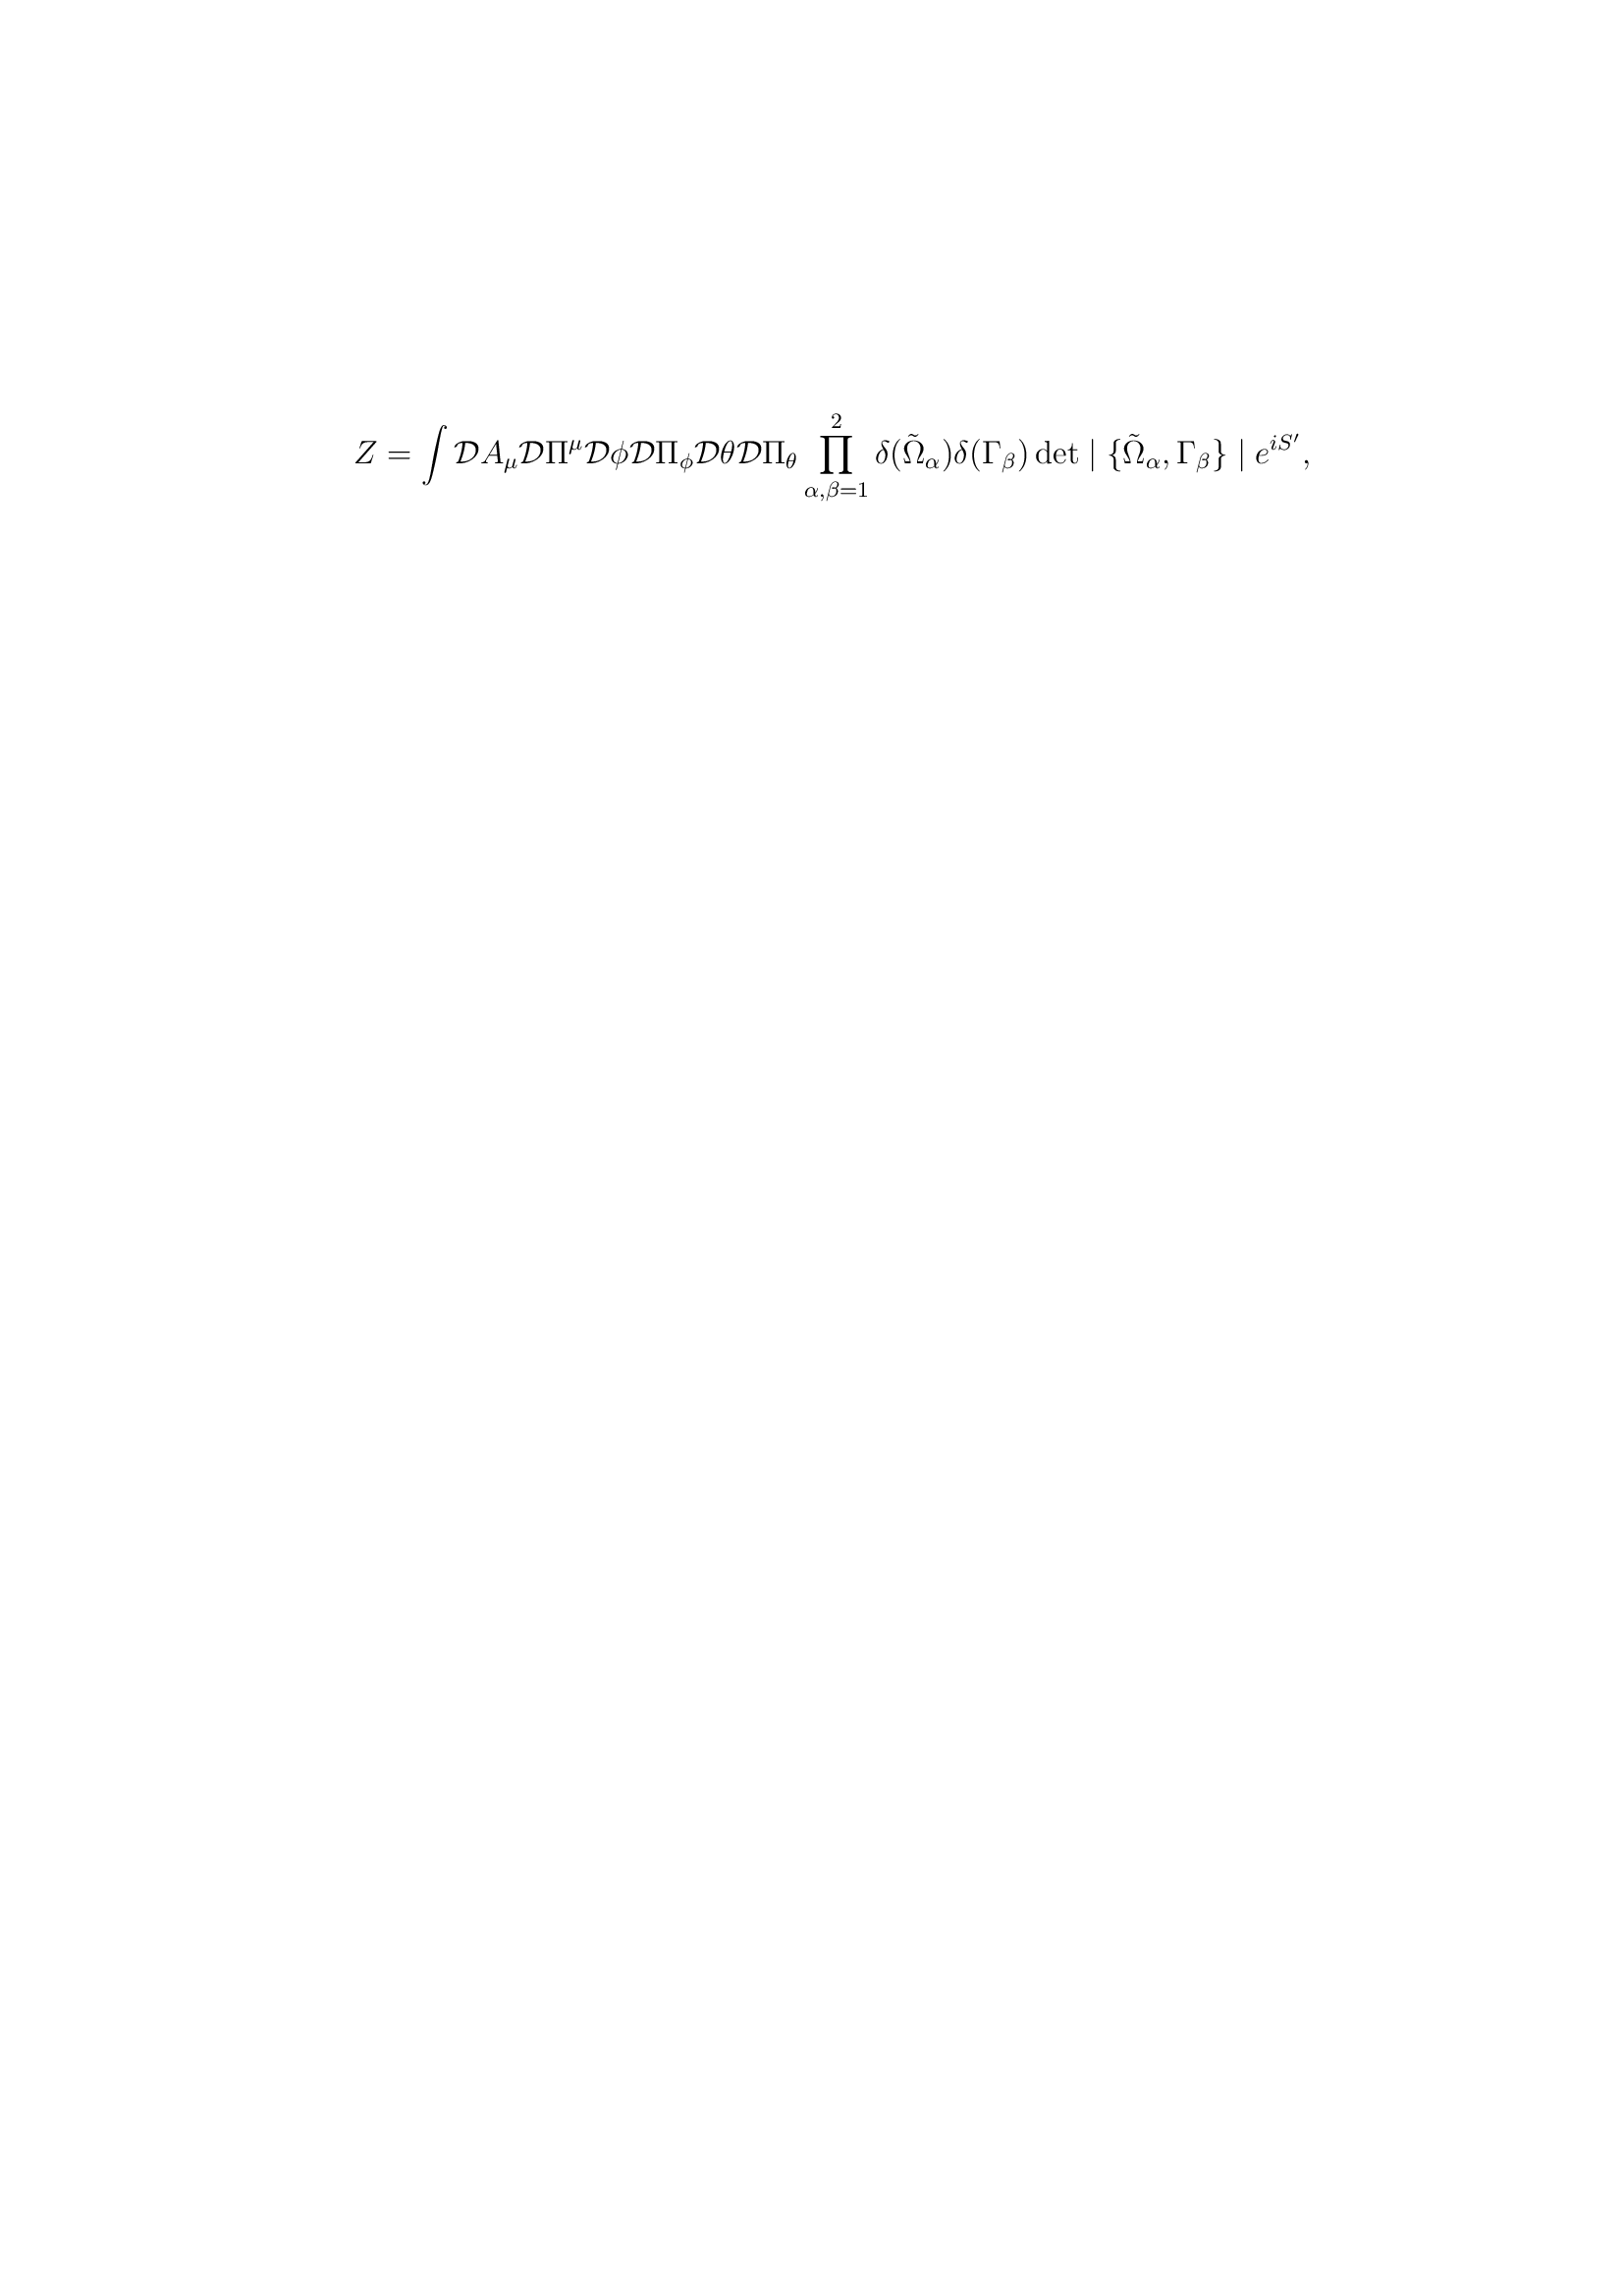 $Z = \int \mathcal{D}A_{\mu} \mathcal{D}\Pi^{\mu} \mathcal{D}\phi \mathcal{D}\Pi_{\phi} \mathcal{D}\theta \mathcal{D}\Pi_{\theta} \prod_{\alpha,\beta=1}^{2} \delta(\tilde{\Omega}_{\alpha}) \delta(\Gamma_{\beta}) \det \mid \{\tilde{\Omega}_{\alpha}, \Gamma_{\beta}\} \mid e^{iS'},$